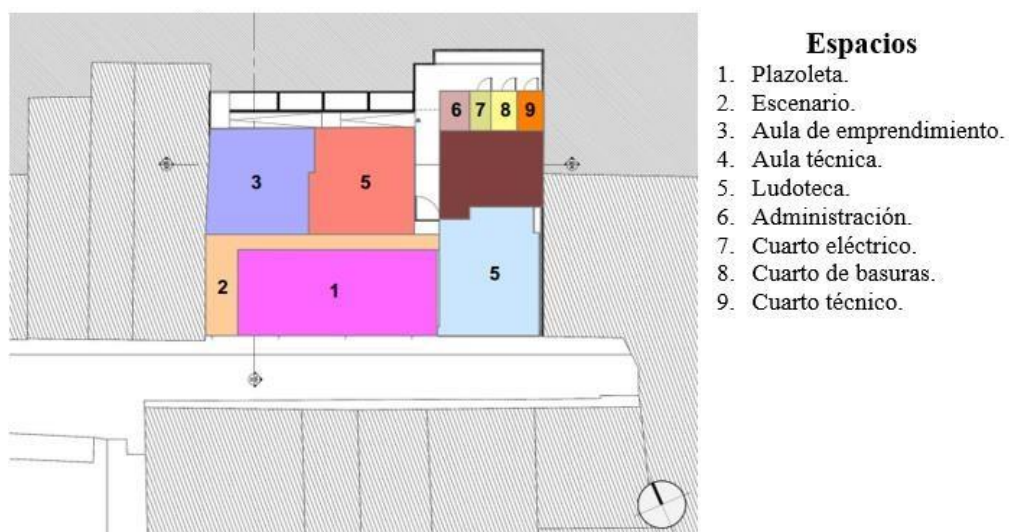 Espacios
1. Plazoleta.
2. Escenario.
3. Aula de emprendimiento.
4. Aula técnica.
5. Ludoteca.
6. Administración.
7. Cuarto eléctrico.
8. Cuarto de basuras.
9. Cuarto técnico.
6 7 8 9
3 5
2 1 5